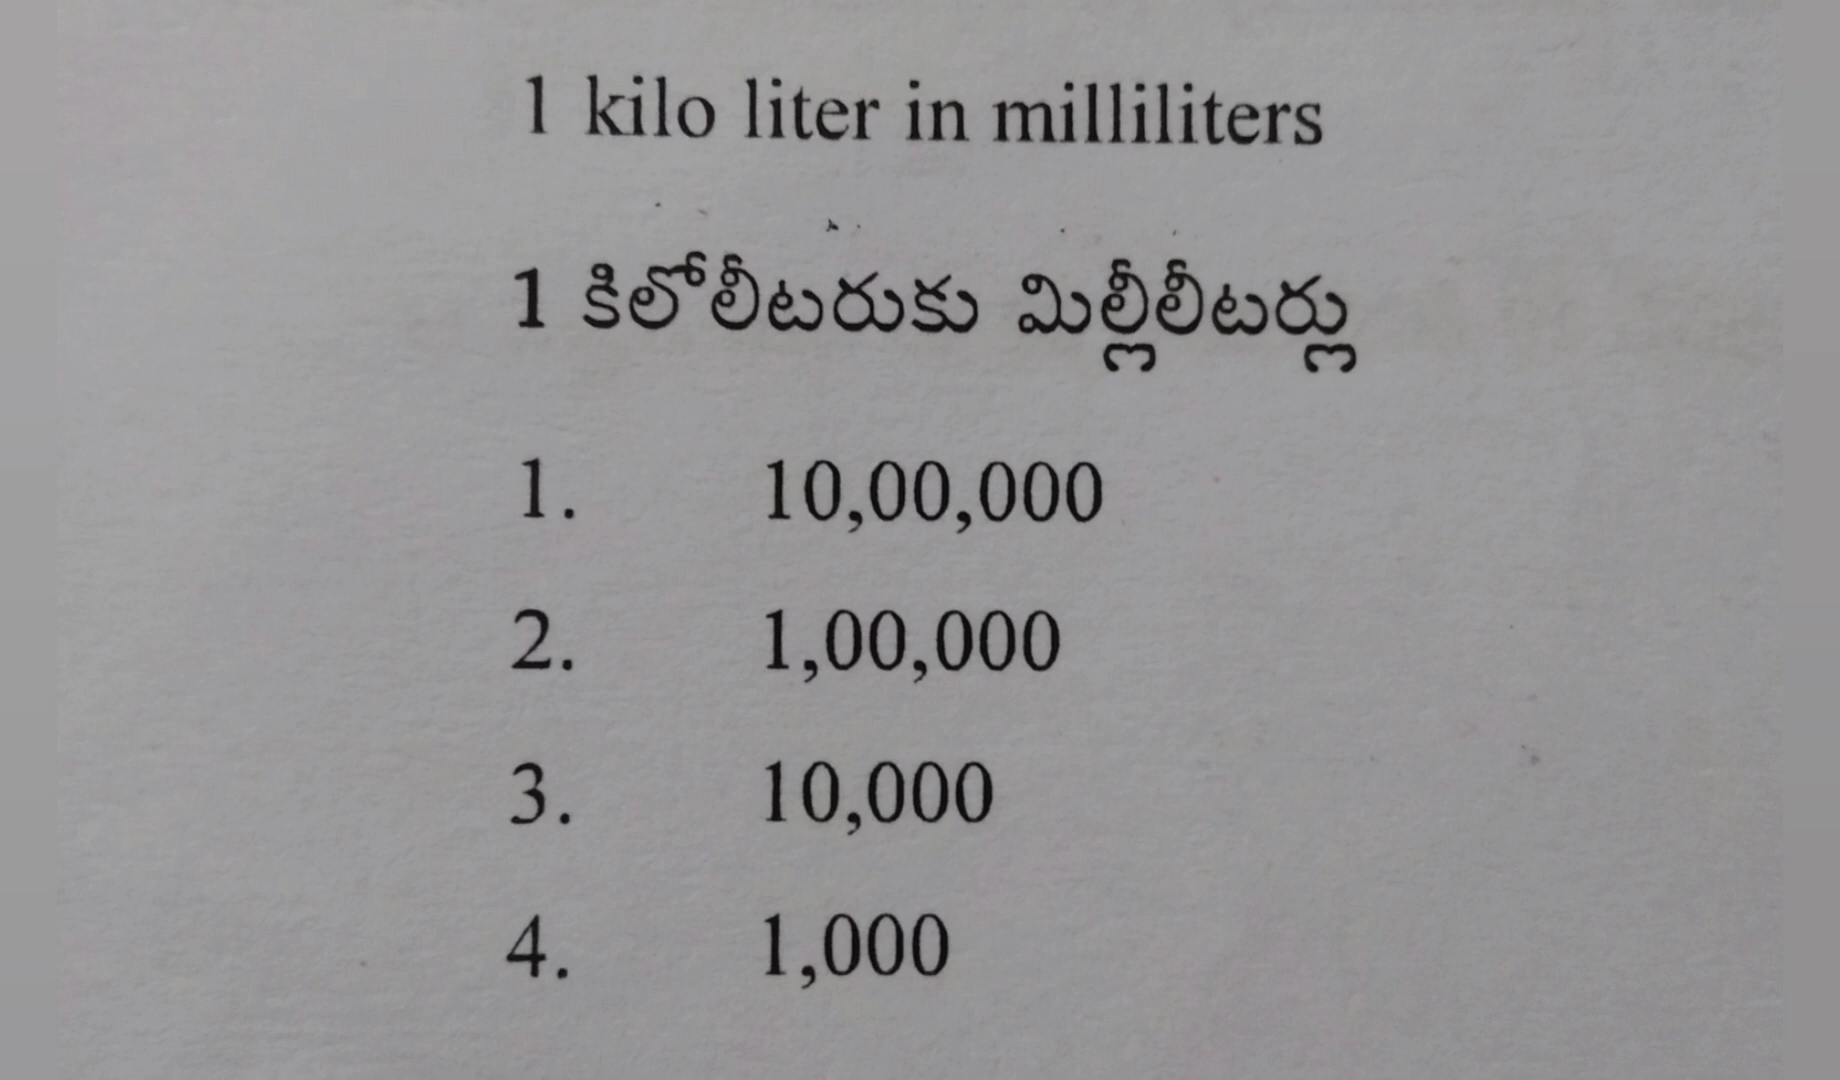 1 kilo liter in milliliters
1 కిలోలీటరుకు మిల్లీలీటర్లు
1. 10,00,000
2. 1,00,000
3. 10,000
4. 1,000